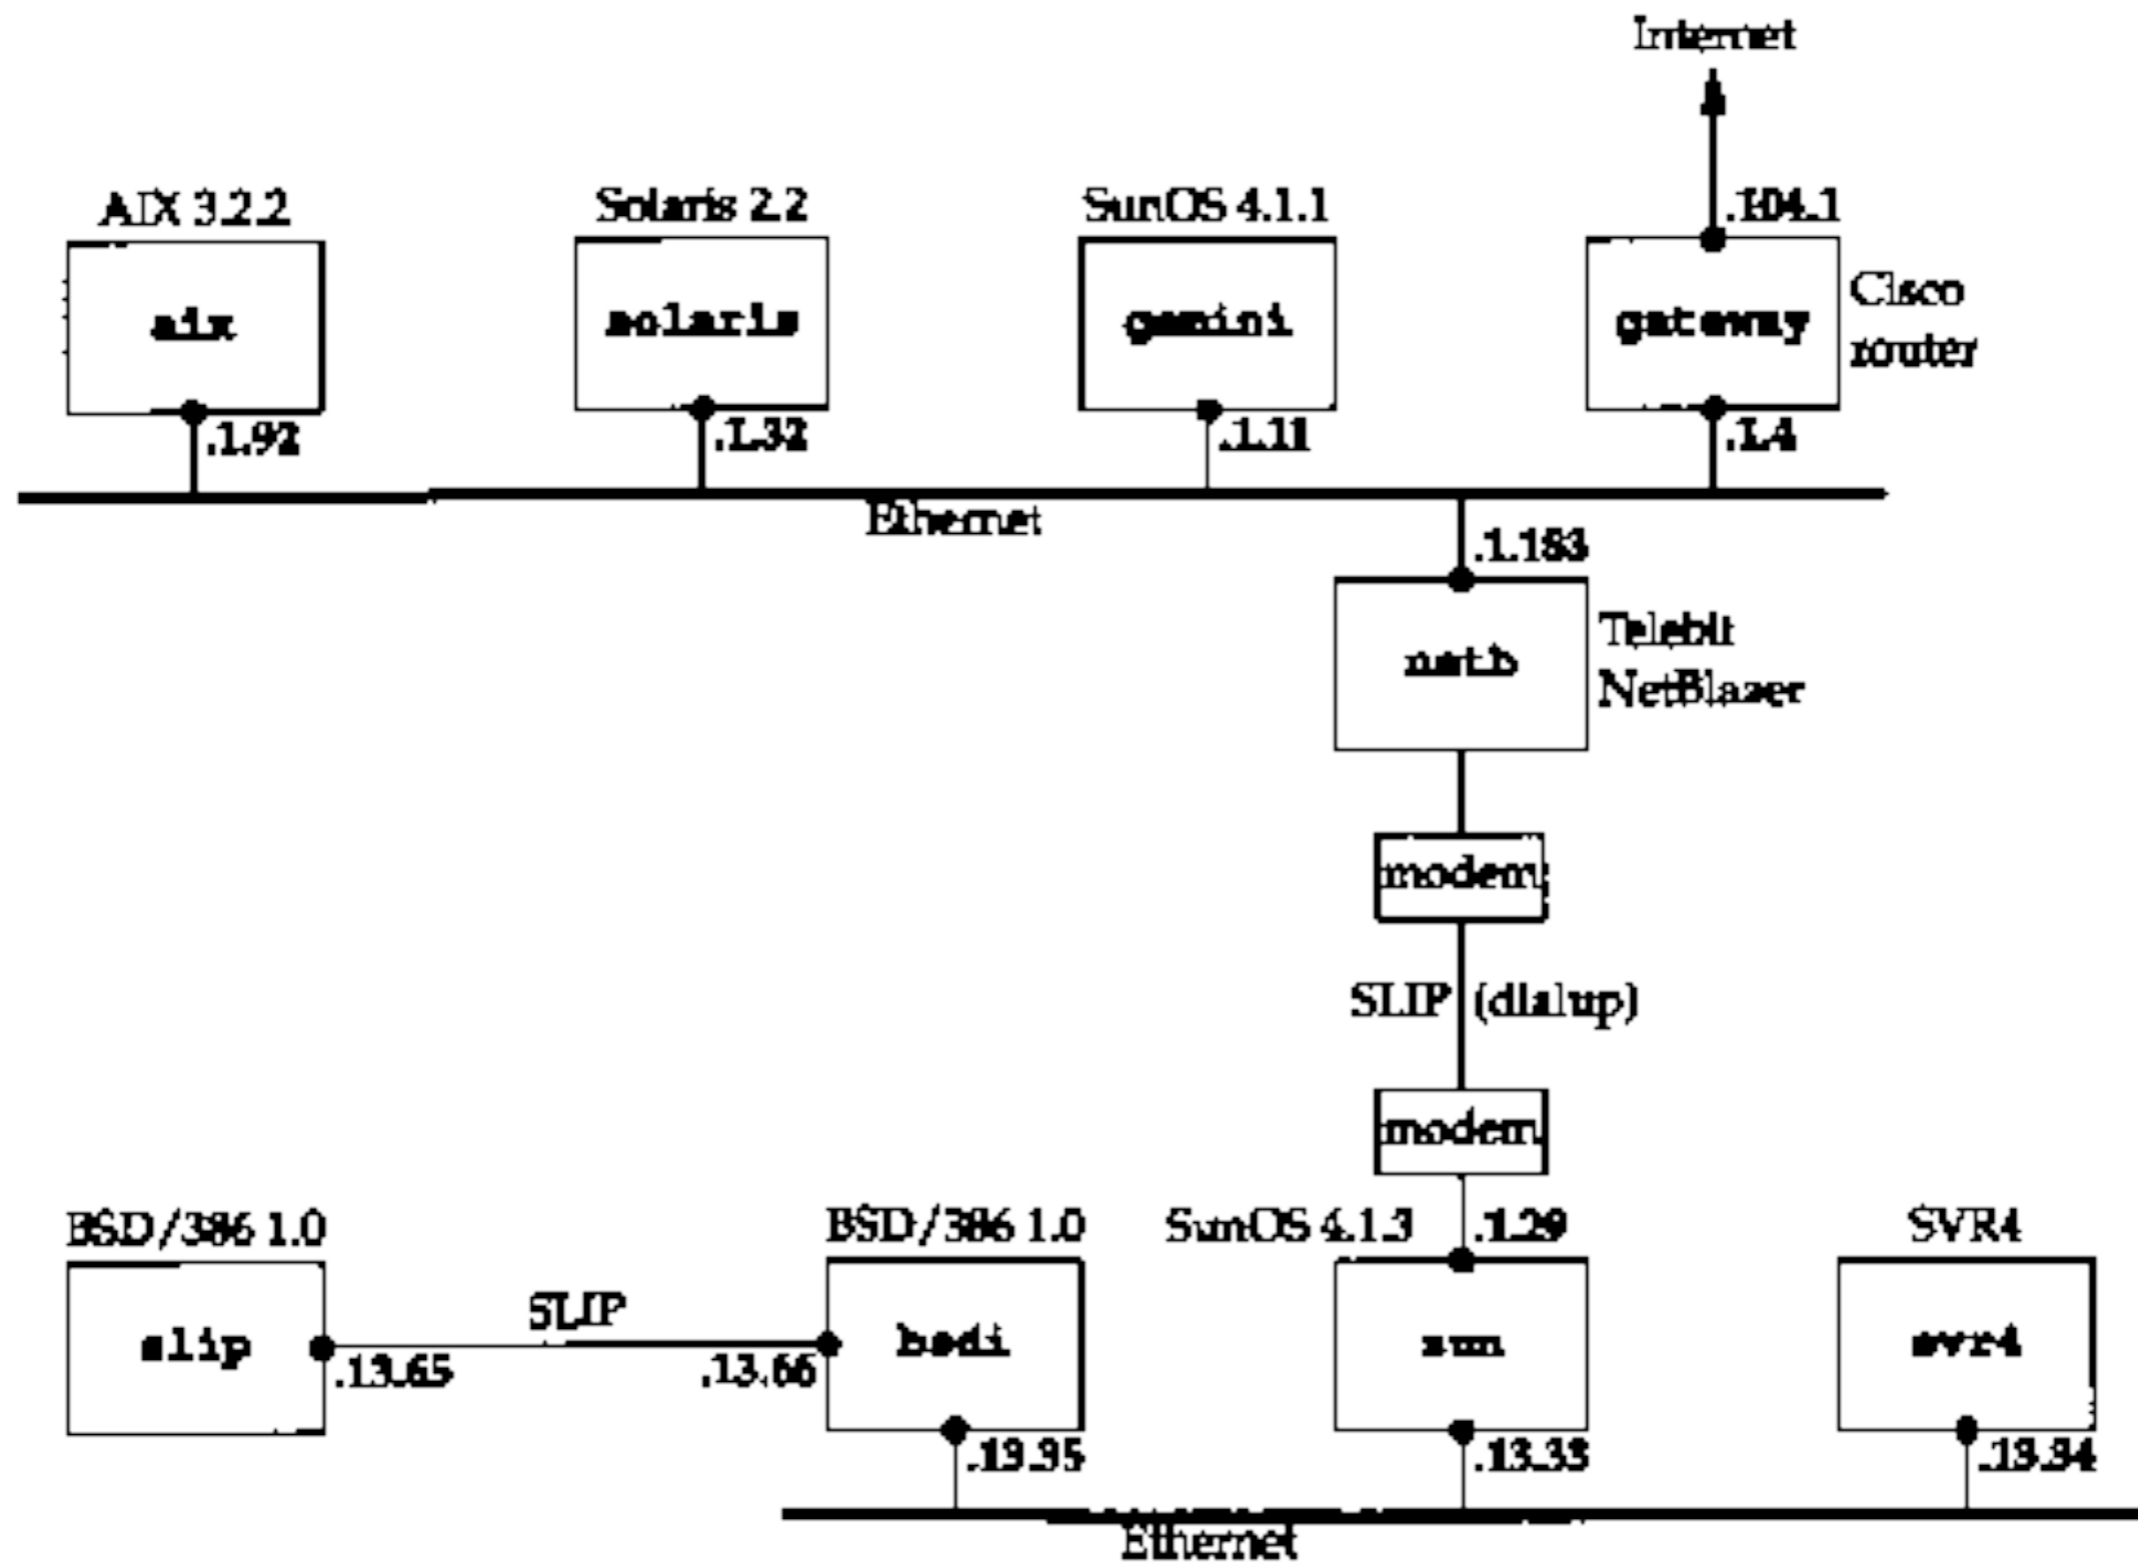 Internet
AIX 3.2.2
Solaris 2.2
SunOS 4.1.1
.104.1
aix
solaris
gemini
gateway
Cisco
router
.1.92
.1.32
.1.11
.1.4
Ethernet
.1.183
netb
Telebit
NetBlazer
modem
SLIP (dialup)
modem
BSD/386 1.0
BSD/386 1.0
SunOS 4.1.3
.1.29
SVR4
slip
SLIP
bsdi
sun
svr4
.13.65
.13.66
.13.35
.13.33
.13.34
Ethernet